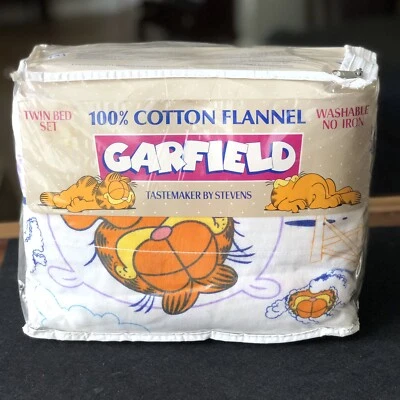 TWIN BED
SET
100% COTTON FLANNEL
WASHABLE
NO IRON
GARFIELD
TASTEMAKER BY STEVENS